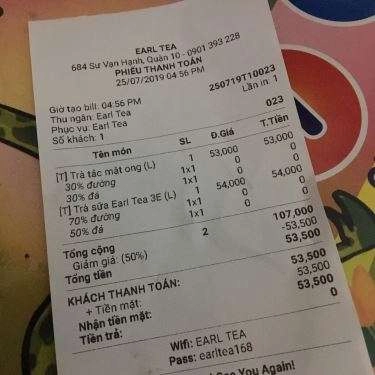 EARL TEA
684 Sư Vạn Hạnh, Quận 10 - 0901 393 228
PHIẾU THANH TOÁN
25/07/2019 04:56 PM
250719T10023
Giờ tạo bill: 04:56 PM Lần in: 1
Thu ngân: Earl Tea
Phục vụ: Earl Tea 023
Số khách: 1
Tên món SL Đ.Giá T.Tiền
[T] Trà tắc mật ong (L) 1 53,000 53,000
30% đường 1x1 0 0
30% đá 1x1 0 0
[T] Trà sữa Earl Tea 3E (L) 1 54,000 54,000
70% đường 1x1 0 0
50% đá 1x1 0 0
Tổng cộng 2 107,000
Giảm giá: (50%) -53,500
Tổng tiền 53,500
KHÁCH THANH TOÁN: 53,500
+ Tiền mặt: 53,500
Nhận tiền mặt: 53,500
Tiền trả: 0
Wifi: EARL TEA
Pass: earltea168
See You Again!